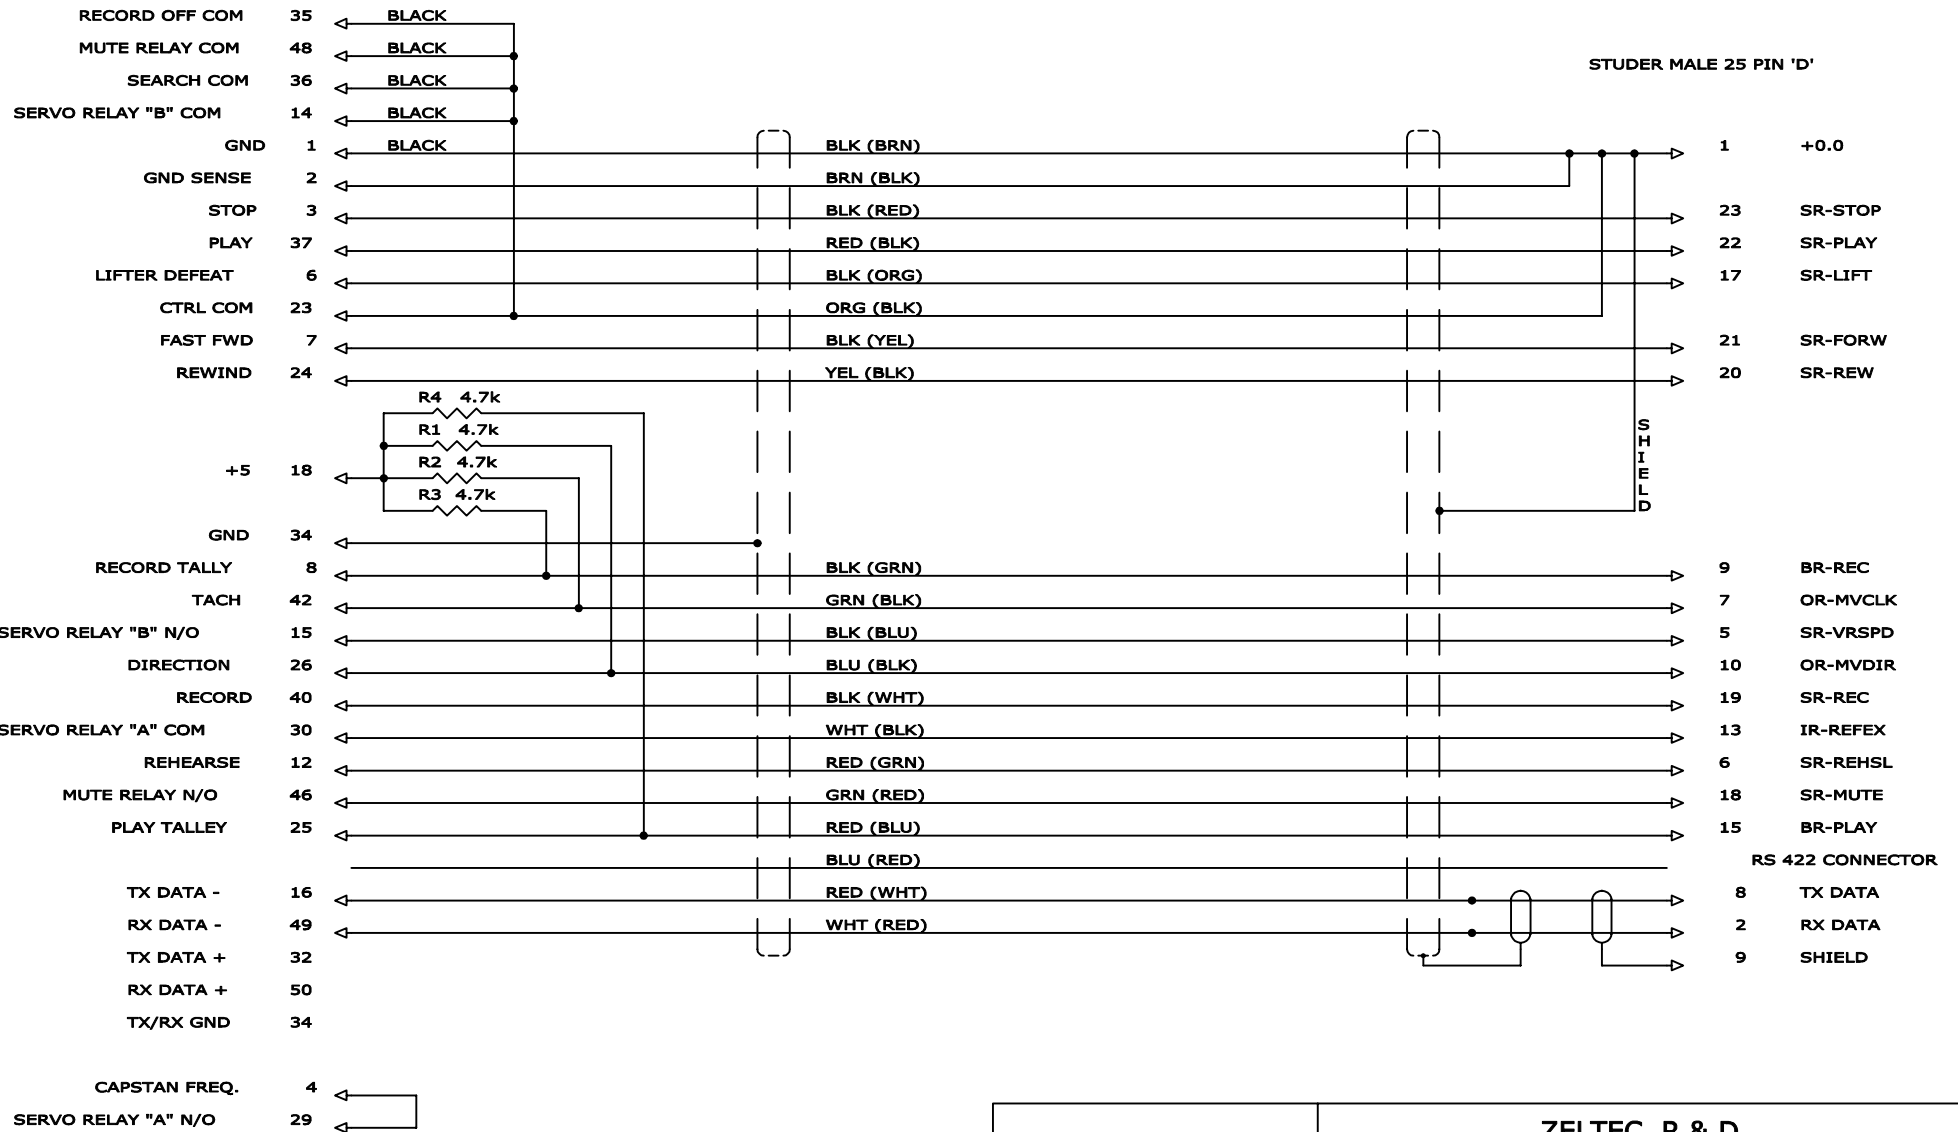 RECORD OFF COM 35 BLACK
MUTE RELAY COM 48 BLACK
STUDER MALE 25 PIN 'D'
SEARCH COM 36 BLACK
SERVO RELAY "B" COM 14 BLACK
GND 1 BLACK BLK (BRN) 1 +0.0
GND SENSE 2 BRN (BLK)
STOP 3 BLK (RED) 23 SR-STOP
PLAY 37 RED (BLK) 22 SR-PLAY
LIFTER DEFEAT 6 BLK (ORG) 17 SR-LIFT
CTRL COM 23 ORG (BLK)
FAST FWD 7 BLK (YEL) 21 SR-FORW
REWIND 24 YEL (BLK) 20 SR-REW
R4 4.7k
R1 4.7k
SHIELD
R2 4.7k
+5 18
R3 4.7k
GND 34
RECORD TALLY 8 BLK (GRN) 9 BR-REC
TACH 42 GRN (BLK) 7 OR-MVCLK
SERVO RELAY "B" N/O 15 BLK (BLU) 5 SR-VRSPD
DIRECTION 26 BLU (BLK) 10 OR-MVDIR
RECORD 40 BLK (WHT) 19 SR-REC
SERVO RELAY "A" COM 30 WHT (BLK) 13 IR-REFEX
REHEARSE 12 RED (GRN) 6 SR-REHSL
MUTE RELAY N/O 46 GRN (RED) 18 SR-MUTE
PLAY TALLEY 25 RED (BLU) 15 BR-PLAY
BLU (RED) RS 422 CONNECTOR
TX DATA - 16 RED (WHT) 8 TX DATA
RX DATA - 49 WHT (RED) 2 RX DATA
TX DATA + 32 9 SHIELD
RX DATA + 50
TX/RX GND 34
CAPSTAN FREQ. 4
SERVO RELAY "A" N/O 29
ZELTEC R & D